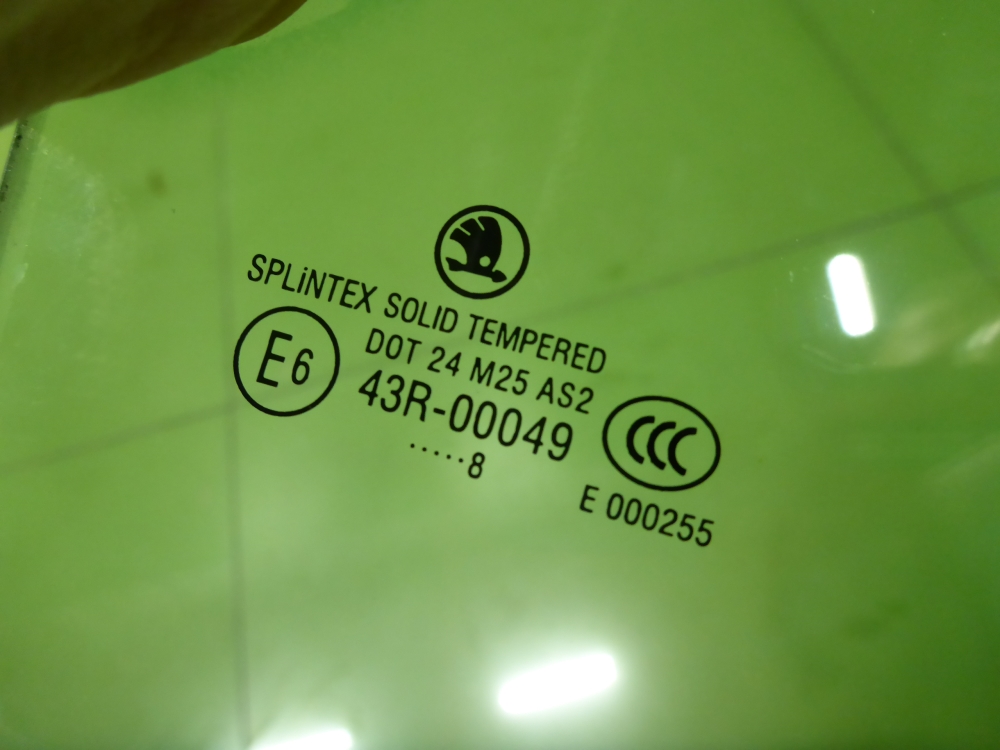 SPLiNTEX SOLID TEMPERED
E6
DOT 24 M25 AS2
43R-00049
.....8
CCC
E 000255